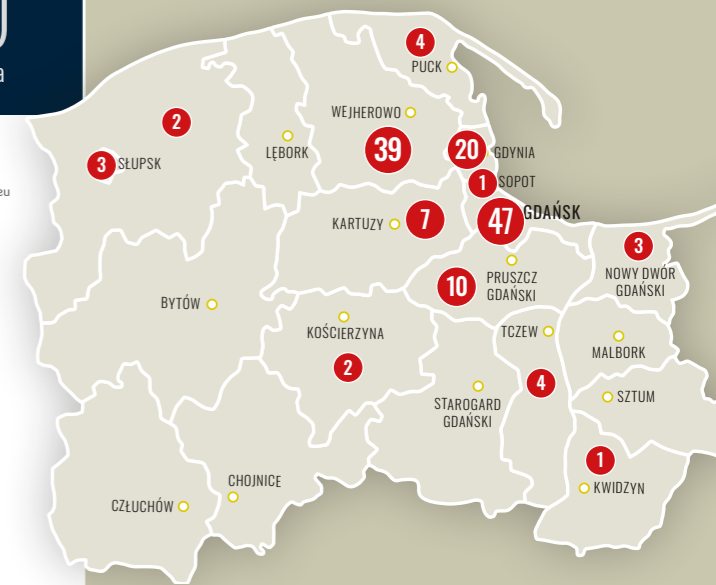 a
eu
4
PUCK
2
WEJHEROWO
39
LĘBORK
20
GDYNIA
3
SŁUPSK
1
SOPOT
47
GDAŃSK
KARTUZY
7
3
NOWY DWÓR
GDAŃSKI
10
PRUSZCZ
GDAŃSKI
BYTÓW
KOŚCIERZYNA
2
TCZEW
MALBORK
4
SZTUM
STAROGARD
GDAŃSKI
1
KWIDZYN
CHOJNICE
CZŁUCHÓW